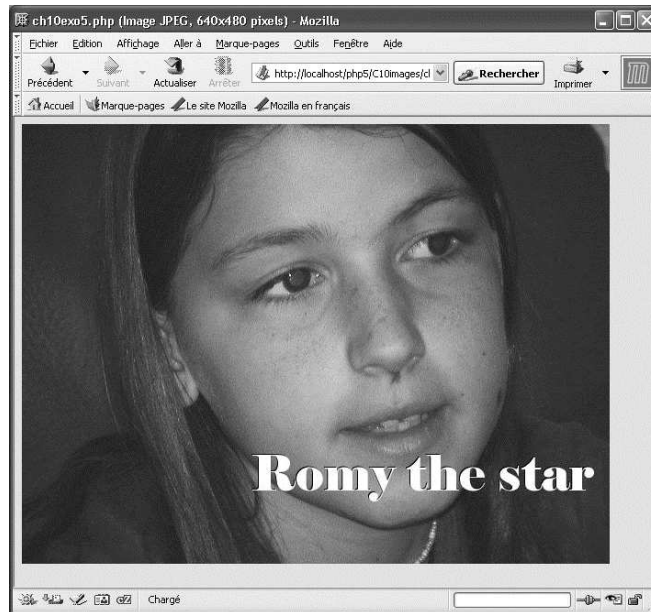 ch10exo5.php (Image JPEG, 640x480 pixels) - Mozilla
Fichier Edition Affichage Aller à Marque-pages Outils Fenêtre Aide
Précédent Suivant Actualiser Arrêter http://localhost/php5/C10images/cl Rechercher Imprimer
Accueil Marque-pages Le site Mozilla Mozilla en français
Romy the star
Chargé